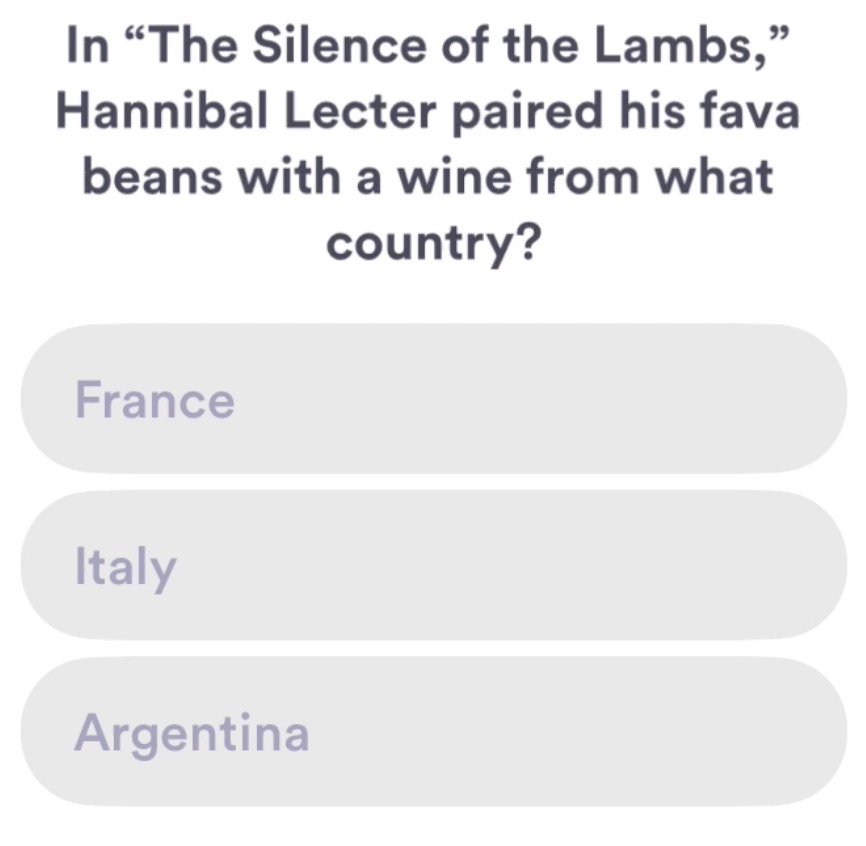 In “The Silence of the Lambs,”
Hannibal Lecter paired his fava
beans with a wine from what
country?
France
Italy
Argentina